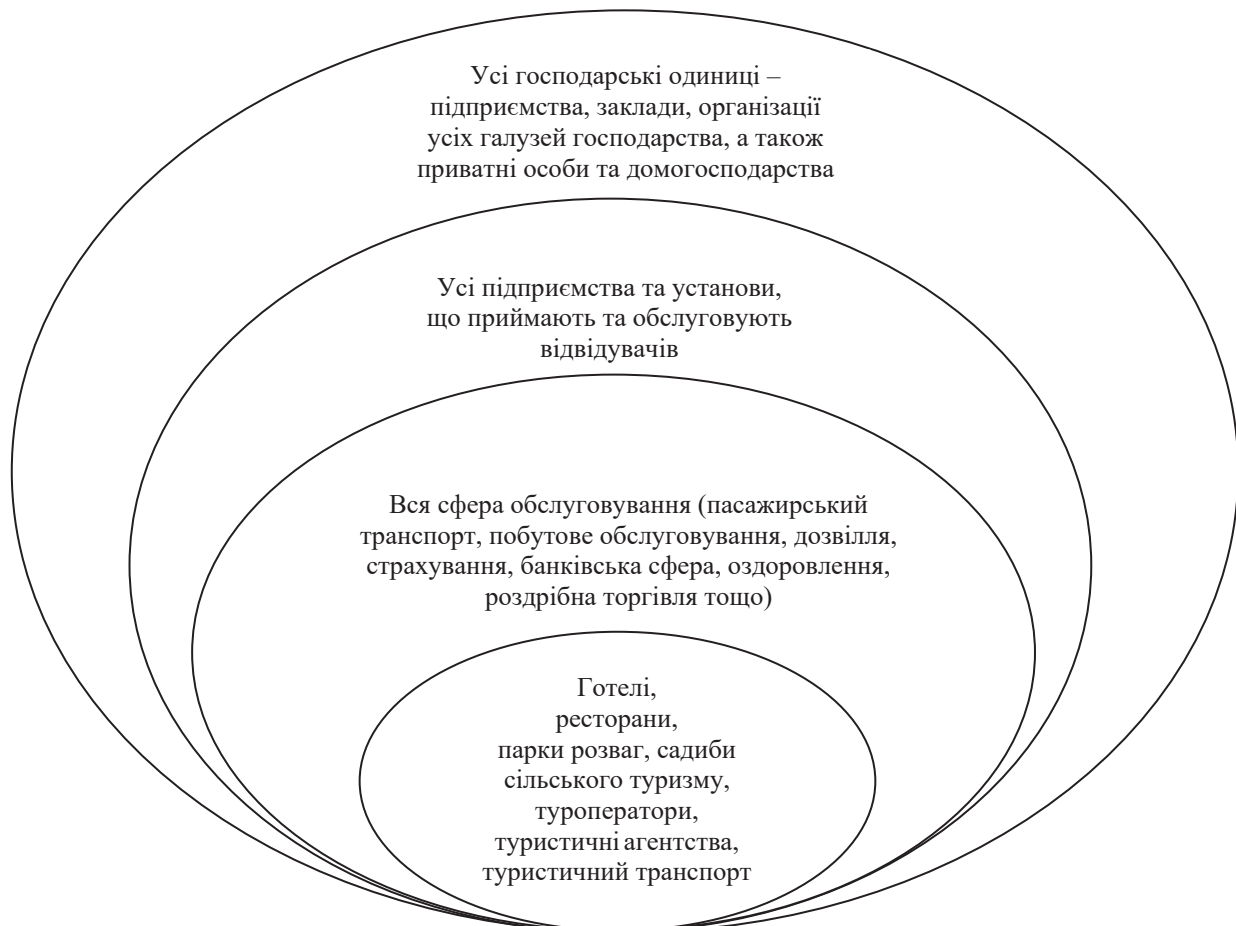 Усі господарські одиниці –
підприємства, заклади, організації
усіх галузей господарства, а також
приватні особи та домогосподарства
Усі підприємства та установи,
що приймають та обслуговують
відвідувачів
Вся сфера обслуговування (пасажирський
транспорт, побутове обслуговування, дозвілля,
страхування, банківська сфера, оздоровлення,
роздрібна торгівля тощо)
Готелі,
ресторани,
парки розваг, садиби
сільського туризму,
туроператори,
туристичні агентства,
туристичний транспорт